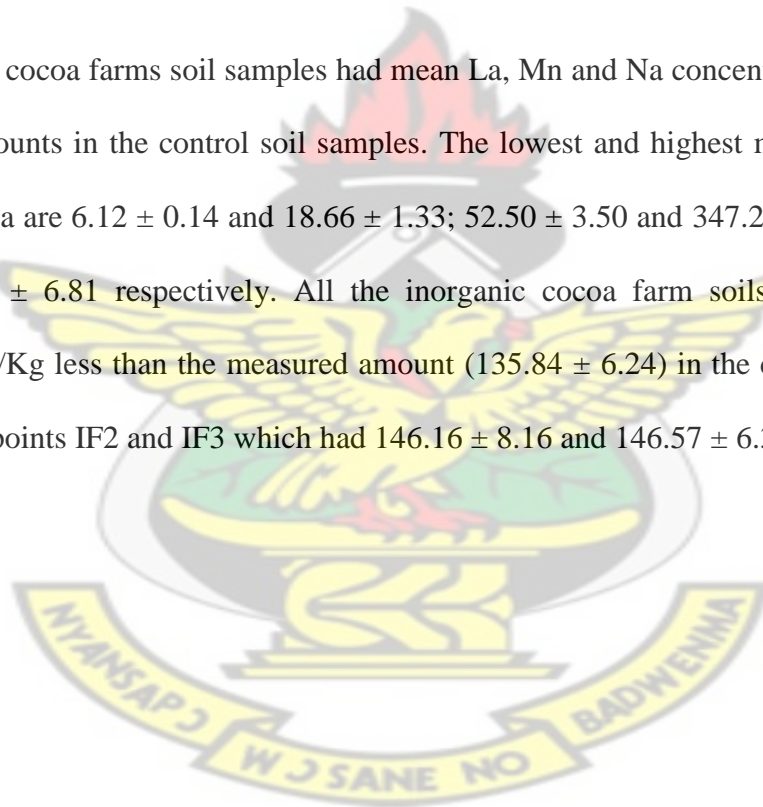 cocoa farms soil samples had mean La, Mn and Na concen
ounts in the control soil samples. The lowest and highest
a are 6.12 ± 0.14 and 18.66 ± 1.33; 52.50 ± 3.50 and 347.2
± 6.81 respectively. All the inorganic cocoa farm soils
/Kg less than the measured amount (135.84 ± 6.24) in the
points IF2 and IF3 which had 146.16 ± 8.16 and 146.57 ± 6.
NYANSAPƆ WƆSANE NO BADWENMA